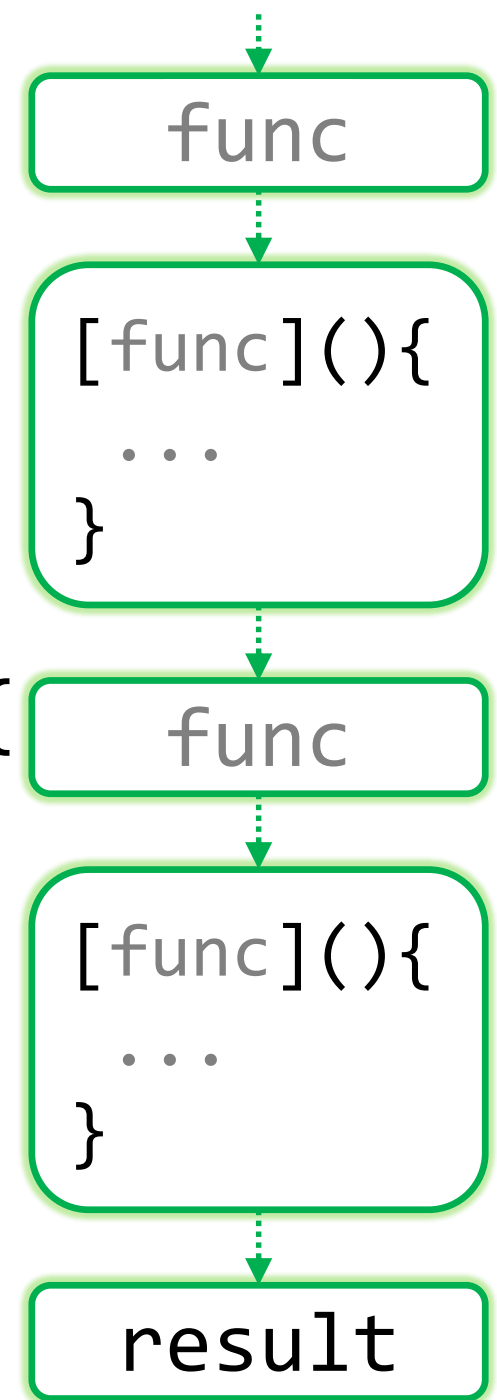 func
[func](){
...
}
{ func
[func](){
...
}
result